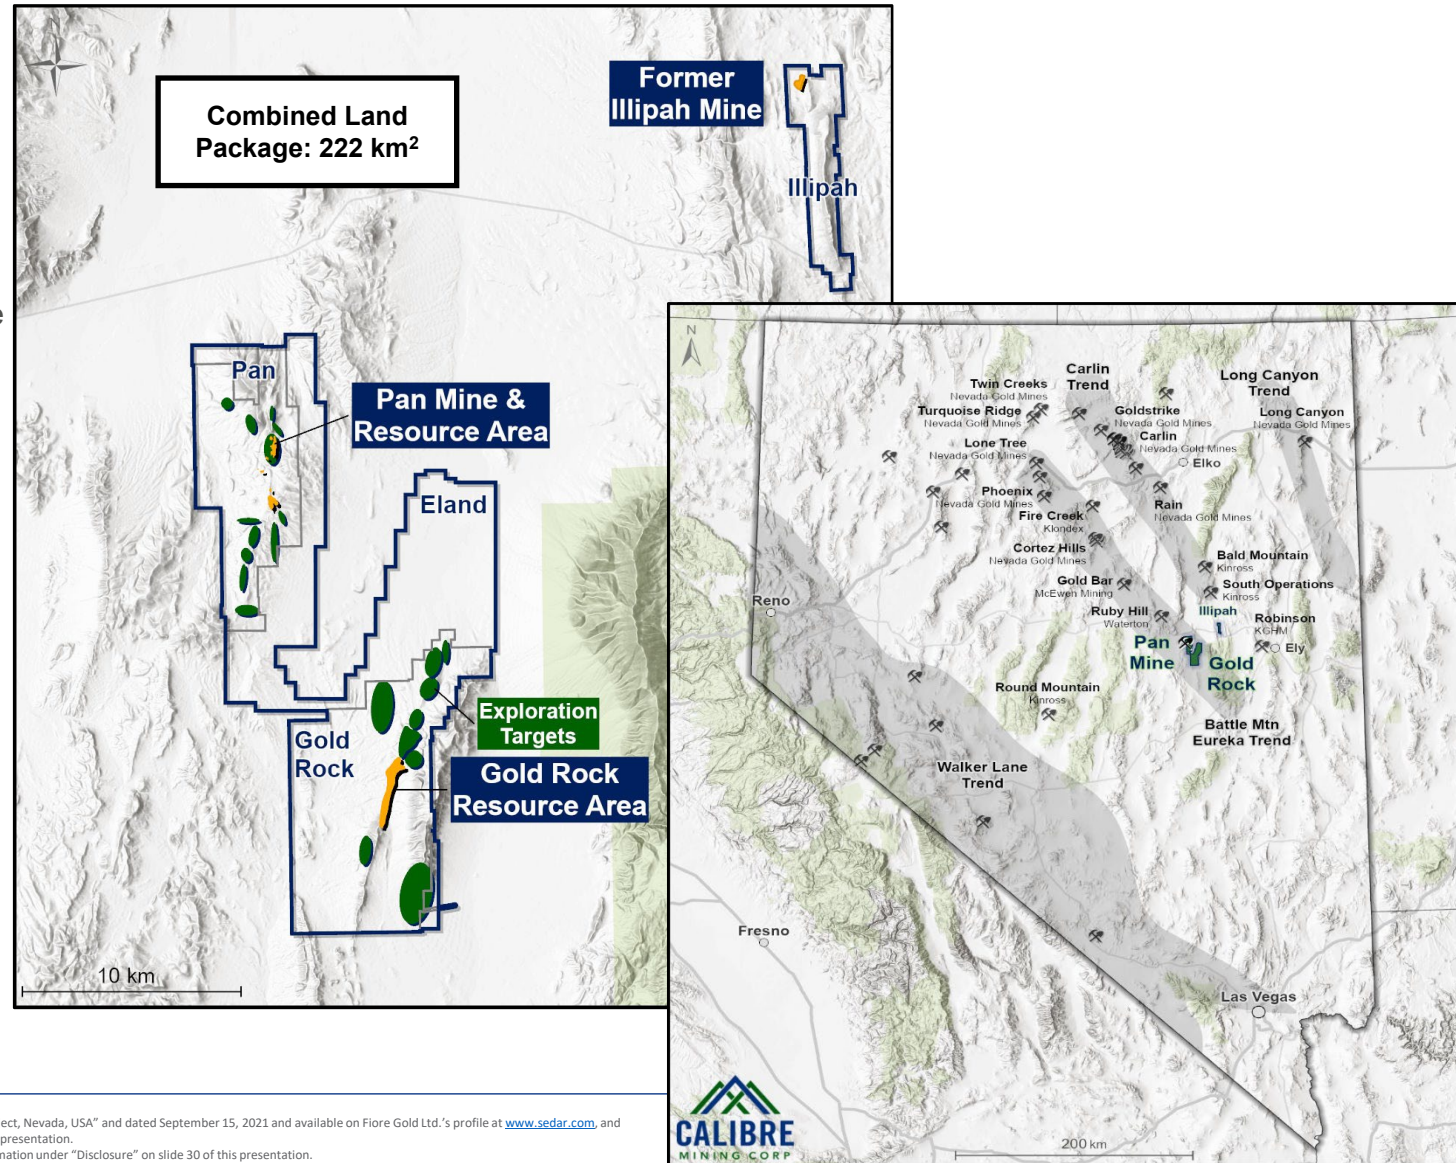 Combined Land
Package: 222 km²
Former
Illipah Mine
Illipah
e
Pan
Pan Mine &
Resource Area
Eland
Exploration
Targets
Gold
Rock
Gold Rock
Resource Area
10 km
N
Carlin
Trend
Long Canyon
Trend
Twin Creeks
Nevada Gold Mines
Turquoise Ridge
Nevada Gold Mines
Goldstrike
Nevada Gold Mines
Long Canyon
Nevada Gold Mines
Lone Tree
Nevada Gold Mines
Carlin
Nevada Gold Mines
Elko
Phoenix
Nevada Gold Mines
Rain
Nevada Gold Mines
Fire Creek
Klondex
Cortez Hills
Nevada Gold Mines
Bald Mountain
Kinross
Gold Bar
McEwen Mining
South Operations
Kinross
Reno
Ruby Hill
Waterton
Illipah
Robinson
KGHM
Ely
Pan
Mine
Gold
Rock
Round Mountain
Kinross
Battle Mtn
Eureka Trend
Walker Lane
Trend
Fresno
Las Vegas
200 km
CALIBRE
MINING CORP
ect, Nevada, USA” and dated September 15, 2021 and available on Fiore Gold Ltd.’s profile at www.sedar.com, and
presentation.
mation under “Disclosure” on slide 30 of this presentation.